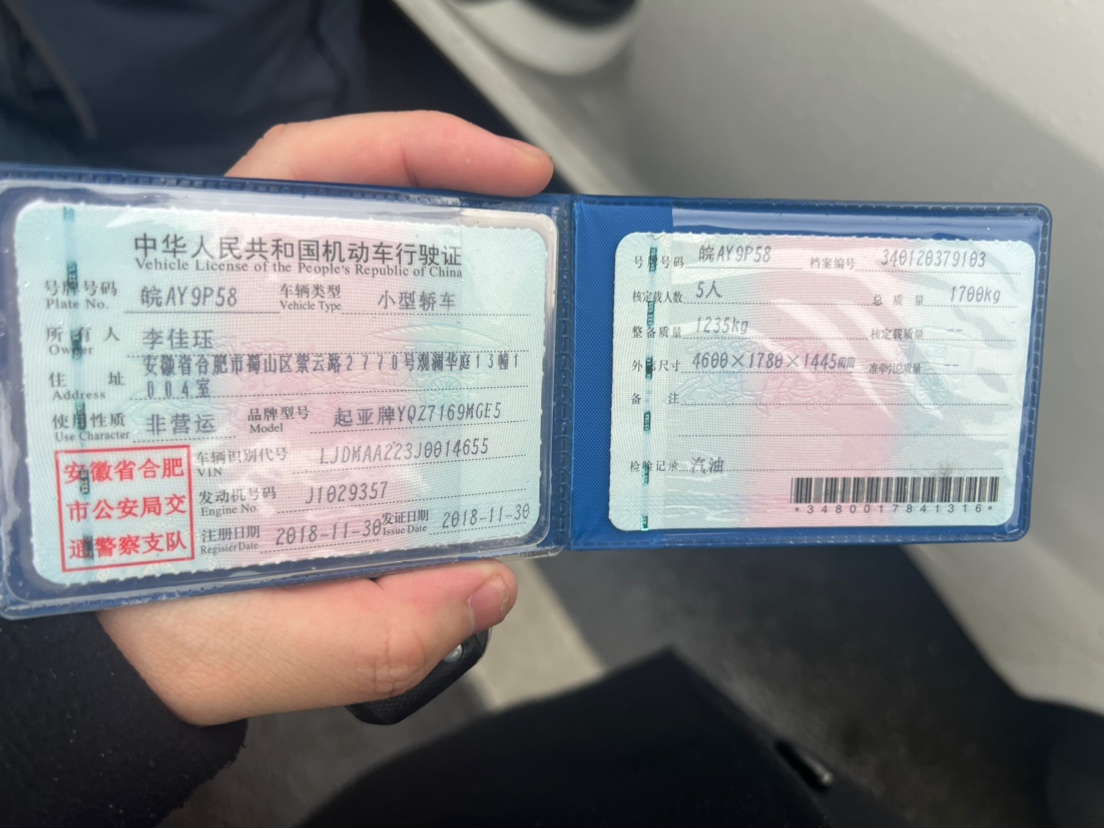 中华人民共和国机动车行驶证
Vehicle License of the People's Republic of China
号牌号码 皖AY9P58 车辆类型 小型轿车
Plate No. Vehicle Type
所有人 李佳珏
Owner
住址 安徽省合肥市蜀山区紫云路2770号观澜华庭13幢1
Address 004室
使用性质 非营运 品牌型号 起亚牌YQZ7169MGE5
Use Character Model
车辆识别代号 LJDMAA223J0014655
VIN
发动机号码 J1029357
Engine No.
注册日期 2018-11-30 发证日期 2018-11-30
Register Date Issue Date
安徽省合肥
市公安局交
通警察支队
号牌号码 皖AY9P58 档案编号 340120379103
核定载人数 5人 总质量 1700kg
整备质量 1235kg 核定载质量 --
外廓尺寸 4600×1780×1445mm 准牵引总质量 --
备注
检验记录 汽油
*3480017841316*